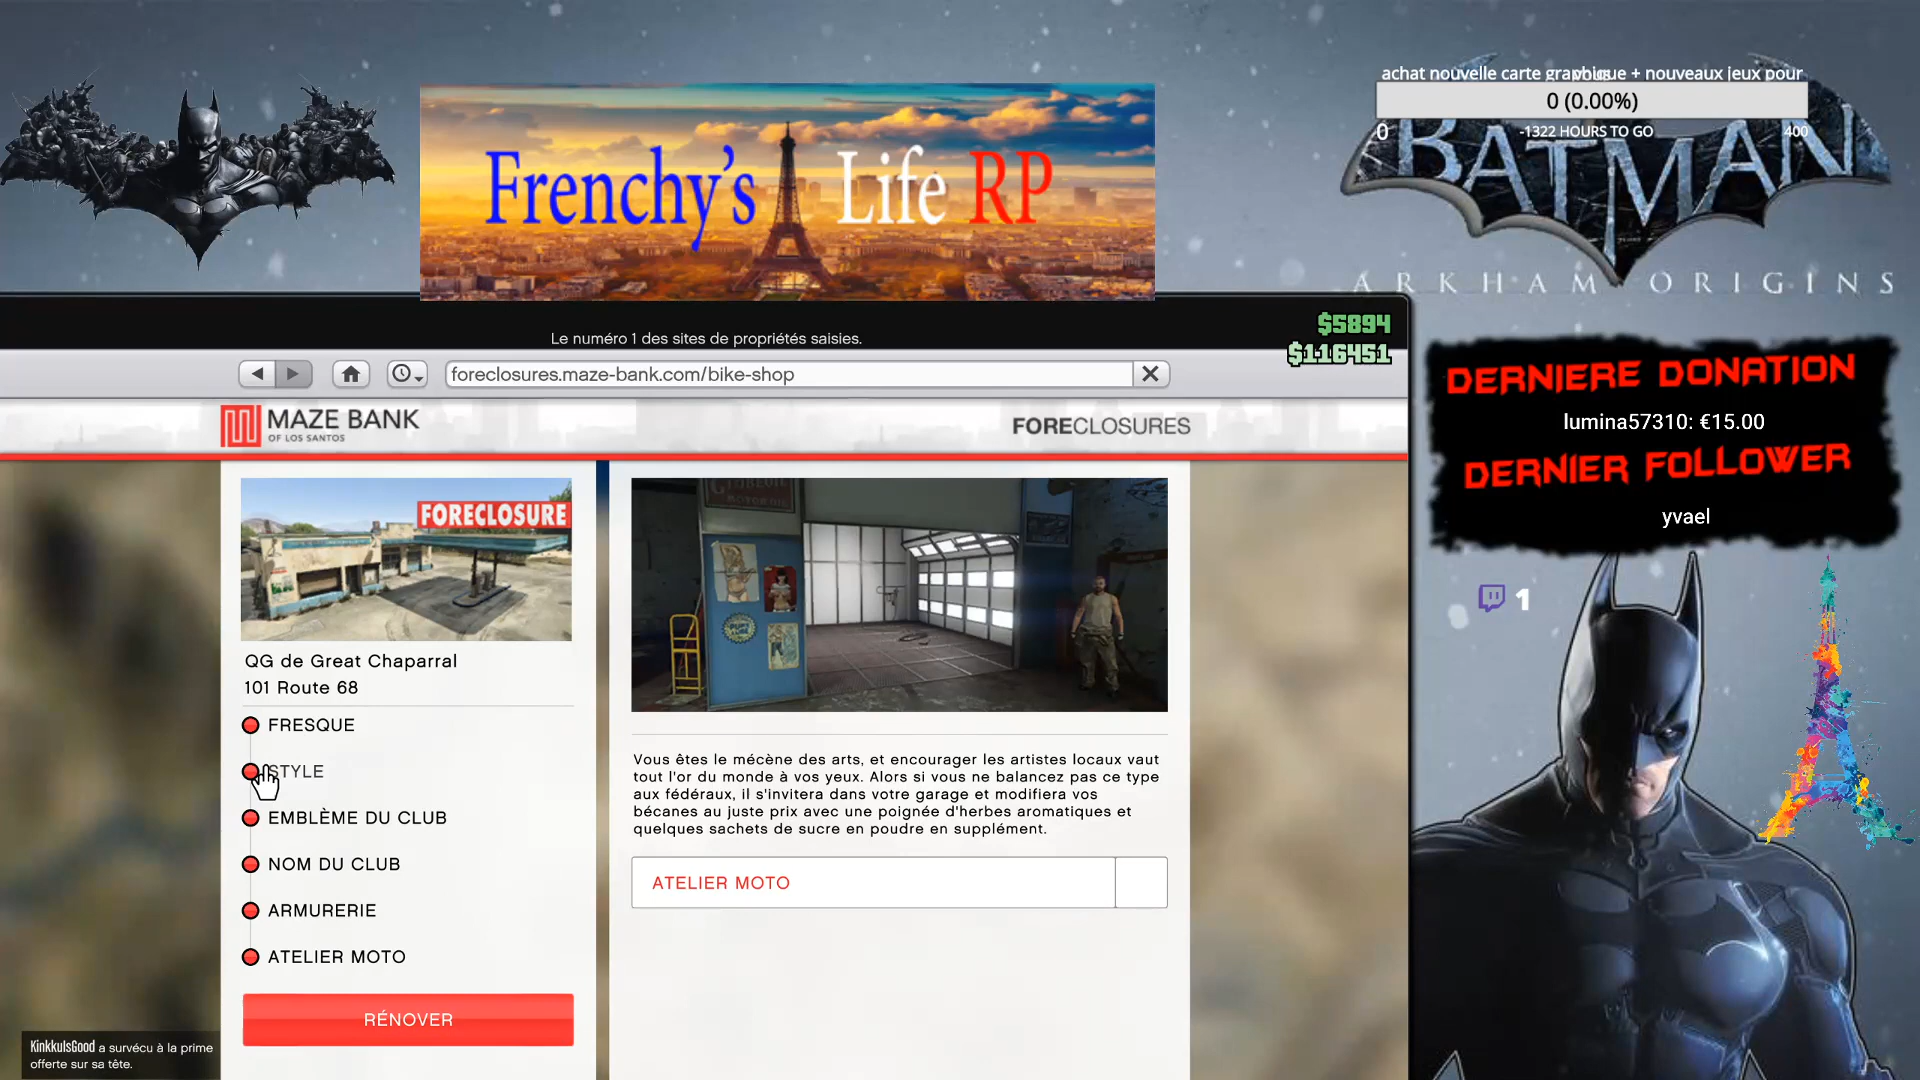 achat nouvelle carte graphique + nouveaux jeux pour
0 (0.00%)
0
-1322 HOURS TO GO
400
BATMAN
ARKHAM ORIGINS
Frenchy's Life RP
$5894
$116451
Le numéro 1 des sites de propriétés saisies.
foreclosures.maze-bank.com/bike-shop
MAZE BANK
OF LOS SANTOS
FORECLOSURES
DERNIERE DONATION
lumina57310: €15.00
DERNIER FOLLOWER
yvael
1
FORECLOSURE
QG de Great Chaparral
101 Route 68
FRESQUE
STYLE
EMBLÈME DU CLUB
NOM DU CLUB
ARMURERIE
ATELIER MOTO
RÉNOVER
Vous êtes le mécène des arts, et encourager les artistes locaux vaut
tout l'or du monde à vos yeux. Alors si vous ne balancez pas ce type
aux fédéraux, il s'invitera dans votre garage et modifiera vos
bécanes au juste prix avec une poignée d'herbes aromatiques et
quelques sachets de sucre en poudre en supplément.
ATELIER MOTO
KinkkuIsGood a survécu à la prime
offerte sur sa tête.